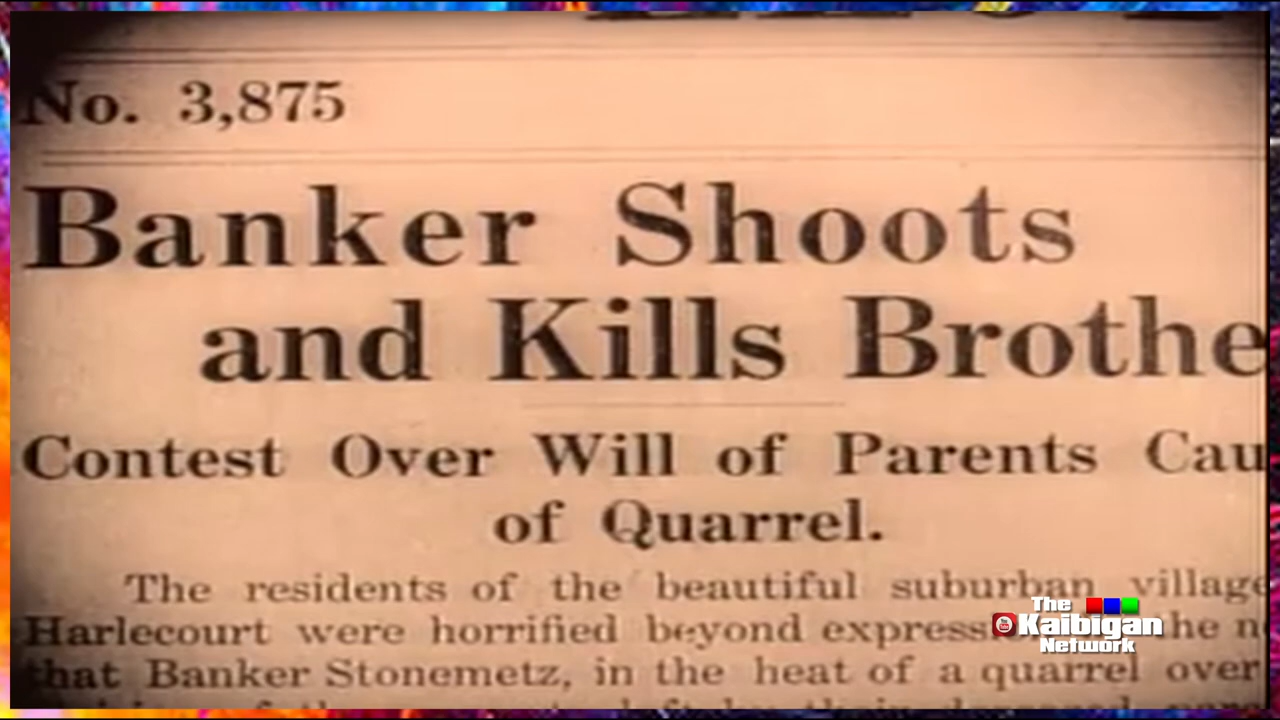 No. 3,875
Banker Shoots
and Kills Brothe
Contest Over Will of Parents Cau
of Quarrel.
The residents of the beautiful suburban village
Harlecourt were horrified beyond express he n
that Banker Stonemetz, in the heat of a quarrel over
The
Kaibigan
Network